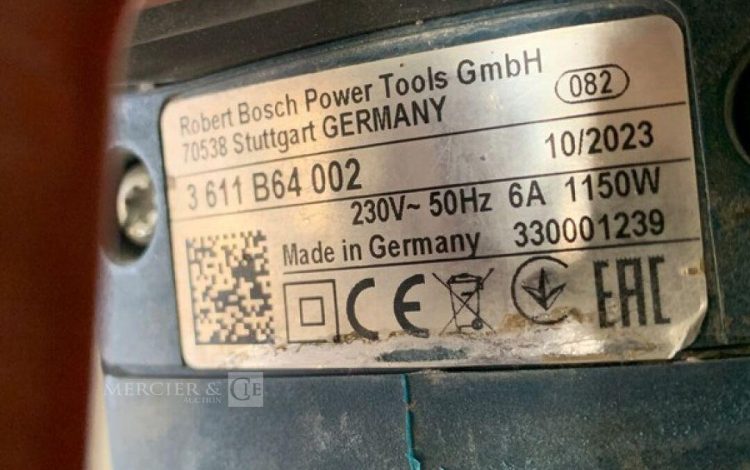 Robert Bosch Power Tools GmbH
70538 Stuttgart GERMANY
082
3 611 B64 002
10/2023
230V~ 50Hz 6A 1150W
Made in Germany 330001239
CE
EAC
MERCIER & CIE
AUCTION